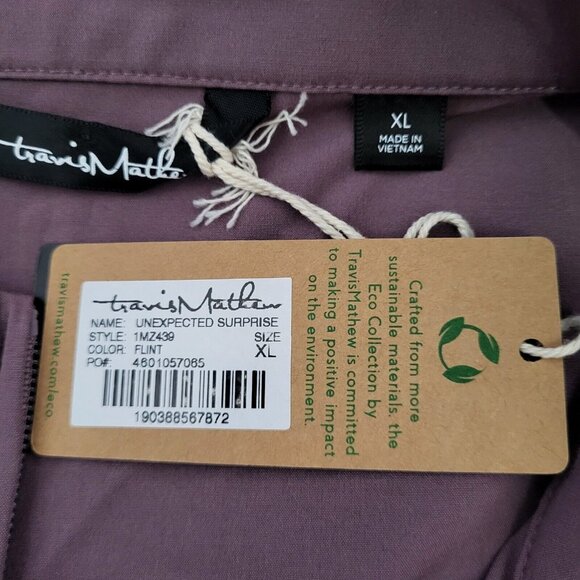 travisMathew
XL
MADE IN
VIETNAM
travisMathew
NAME: UNEXPECTED SURPRISE
STYLE: 1MZ439 SIZE
COLOR: FLINT XL
PO#: 4601057065
190388567872
travismathew.com/eco
Crafted from more
sustainable materials, the
Eco Collection by
TravisMathew is committed
to making a positive impact
on the environment.